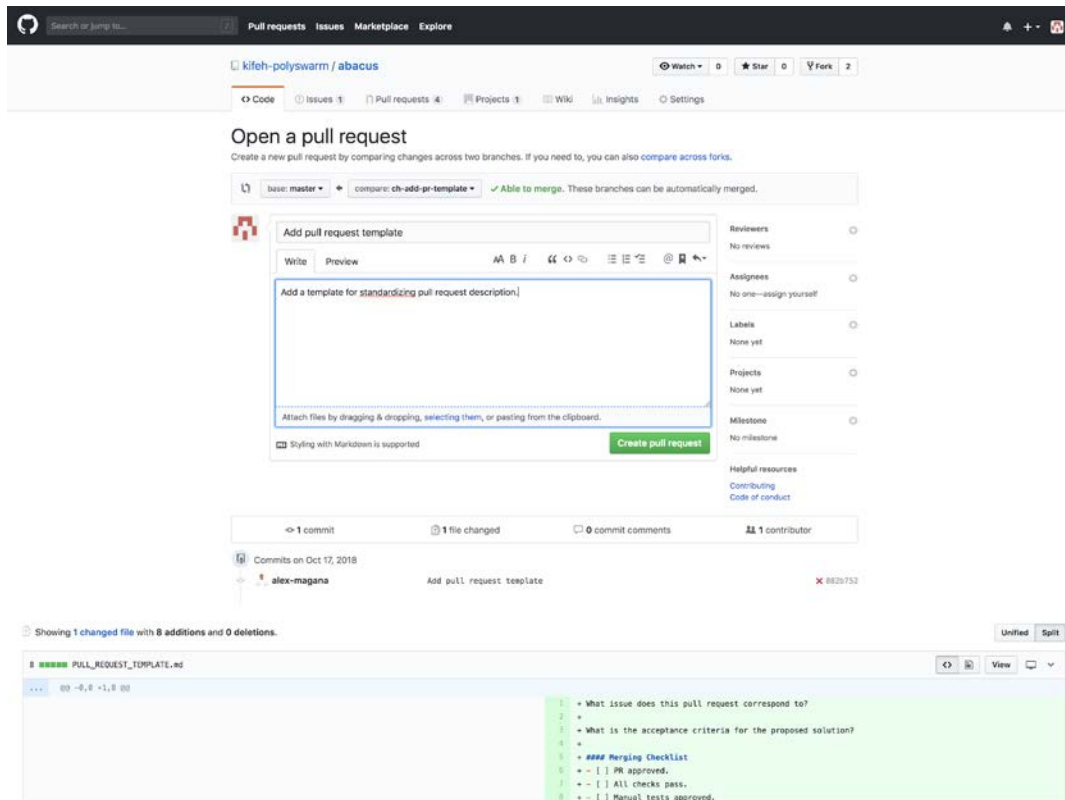 Search or jump to... /
Pull requests Issues Marketplace Explore
kifeh-polyswarm / abacus
Watch 0 Star 0 Fork 2
Code Issues 1 Pull requests 4 Projects 1 Wiki Insights Settings
Open a pull request
Create a new pull request by comparing changes across two branches. If you need to, you can also compare across forks.
base: master compare: ch-add-pr-template ✓ Able to merge. These branches can be automatically merged.
Add pull request template
Write Preview
AA B i
Add a template for standardizing pull request description.
Attach files by dragging & dropping, selecting them, or pasting from the clipboard.
Styling with Markdown is supported
Create pull request
Reviewers
No reviews
Assignees
No one—assign yourself
Labels
None yet
Projects
None yet
Milestone
No milestone
Helpful resources
Contributing
Code of conduct
1 commit 1 file changed 0 commit comments 1 contributor
Commits on Oct 17, 2018
alex-magana Add pull request template 882b752
Showing 1 changed file with 8 additions and 0 deletions.
Unified Split
8 PULL_REQUEST_TEMPLATE.md
<> View
... @@ -0,0 +1,8 @@
1 + What issue does this pull request correspond to?
2 +
3 + What is the acceptance criteria for the proposed solution?
4 +
5 + #### Merging Checklist
6 + - [ ] PR approved.
7 + - [ ] All checks pass.
8 + - [ ] Manual tests approved.